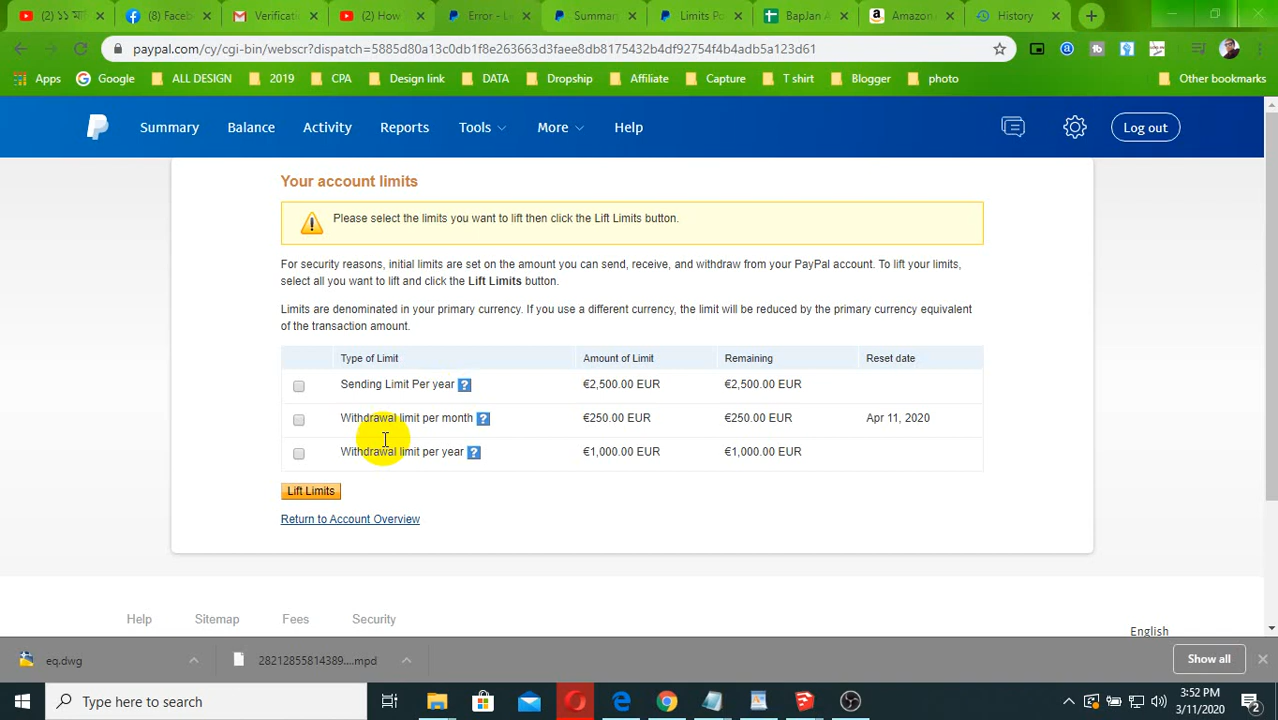 (2) ১১
(8) Faceb
Verificati
(2) How
Error - L
Summar
Limits Po
BapJan A
Amazon
History
paypal.com/cy/cgi-bin/webscr?dispatch=5885d80a13c0db1f8e263663d3faee8db8175432b4df92754f4b4adb5a123d61
Apps
Google
ALL DESIGN
2019
CPA
Design link
DATA
Dropship
Affiliate
Capture
T shirt
Blogger
photo
Other bookmarks
Summary
Balance
Activity
Reports
Tools
More
Help
Log out
Your account limits
Please select the limits you want to lift then click the Lift Limits button.
For security reasons, initial limits are set on the amount you can send, receive, and withdraw from your PayPal account. To lift your limits,
select all you want to lift and click the Lift Limits button.
Limits are denominated in your primary currency. If you use a different currency, the limit will be reduced by the primary currency equivalent
of the transaction amount.
Type of Limit Amount of Limit Remaining Reset date
Sending Limit Per year ? €2,500.00 EUR €2,500.00 EUR
Withdrawal limit per month ? €250.00 EUR €250.00 EUR Apr 11, 2020
Withdrawal limit per year ? €1,000.00 EUR €1,000.00 EUR
Lift Limits
Return to Account Overview
Help
Sitemap
Fees
Security
English
eq.dwg
28212855814389....mpd
Show all
Type here to search
3:52 PM
3/11/2020
2